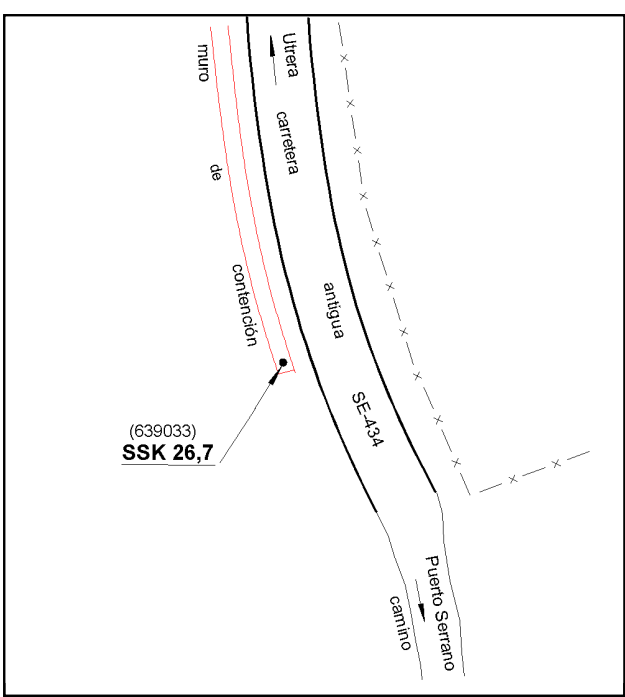 Utrera
muro de contención
carretera antigua SE-434
(639033)
SSK 26,7
Puerto Serrano
camino